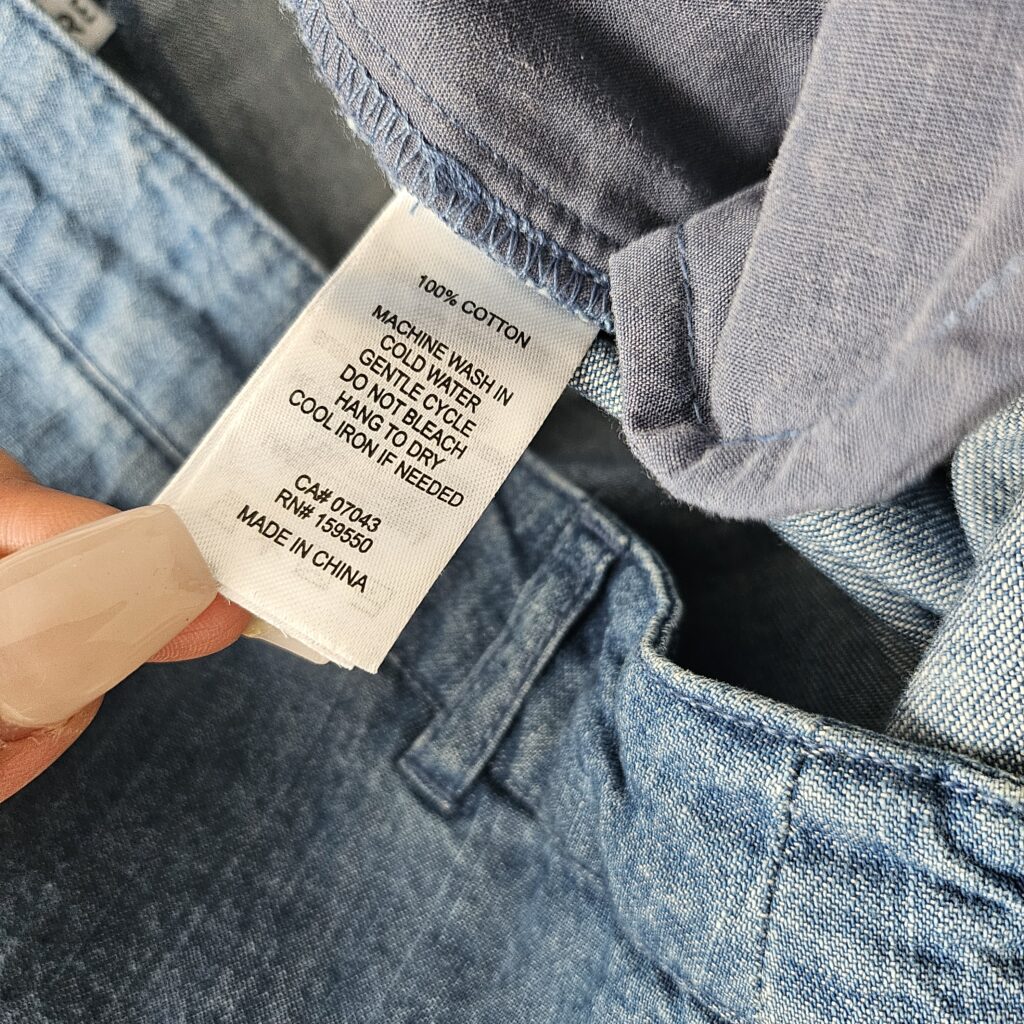 100% COTTON
MACHINE WASH IN
COLD WATER
GENTLE CYCLE
DO NOT BLEACH
HANG TO DRY
COOL IRON IF NEEDED
CA# 07043
RN# 159550
MADE IN CHINA